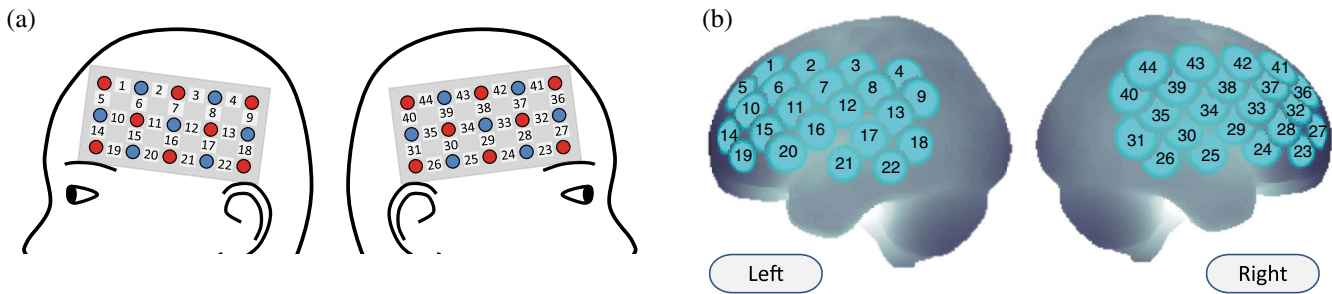 (a)
1 2 3 4
5 6 7 8 9
10 11 12 13
14 15 16 17 18
19 20 21 22
44 43 42 41
40 39 38 37 36
35 34 33 32
31 30 29 28 27
26 25 24 23
(b)
1 2 3 4
5 6 7 8 9
10 11 12 13
14 15 16 17 18
19 20 21 22
Left
44 43 42 41
40 39 38 37 36
35 34 33 32
31 30 29 28 27
26 25 24 23
Right